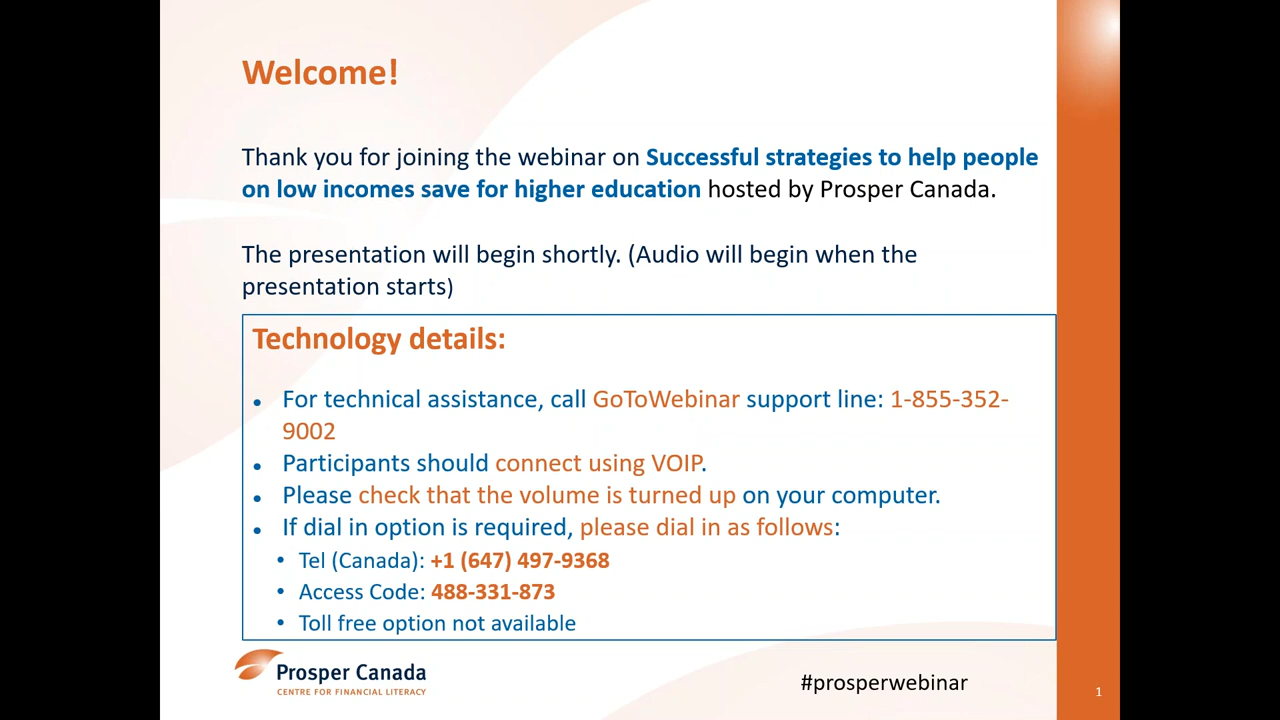 Welcome!
Thank you for joining the webinar on Successful strategies to help people
on low incomes save for higher education hosted by Prosper Canada.
The presentation will begin shortly. (Audio will begin when the
presentation starts)
Technology details:
• For technical assistance, call GoToWebinar support line: 1-855-352-
9002
• Participants should connect using VOIP.
• Please check that the volume is turned up on your computer.
• If dial in option is required, please dial in as follows:
• Tel (Canada): +1 (647) 497-9368
• Access Code: 488-331-873
• Toll free option not available
Prosper Canada
CENTRE FOR FINANCIAL LITERACY
#prosperwebinar
1